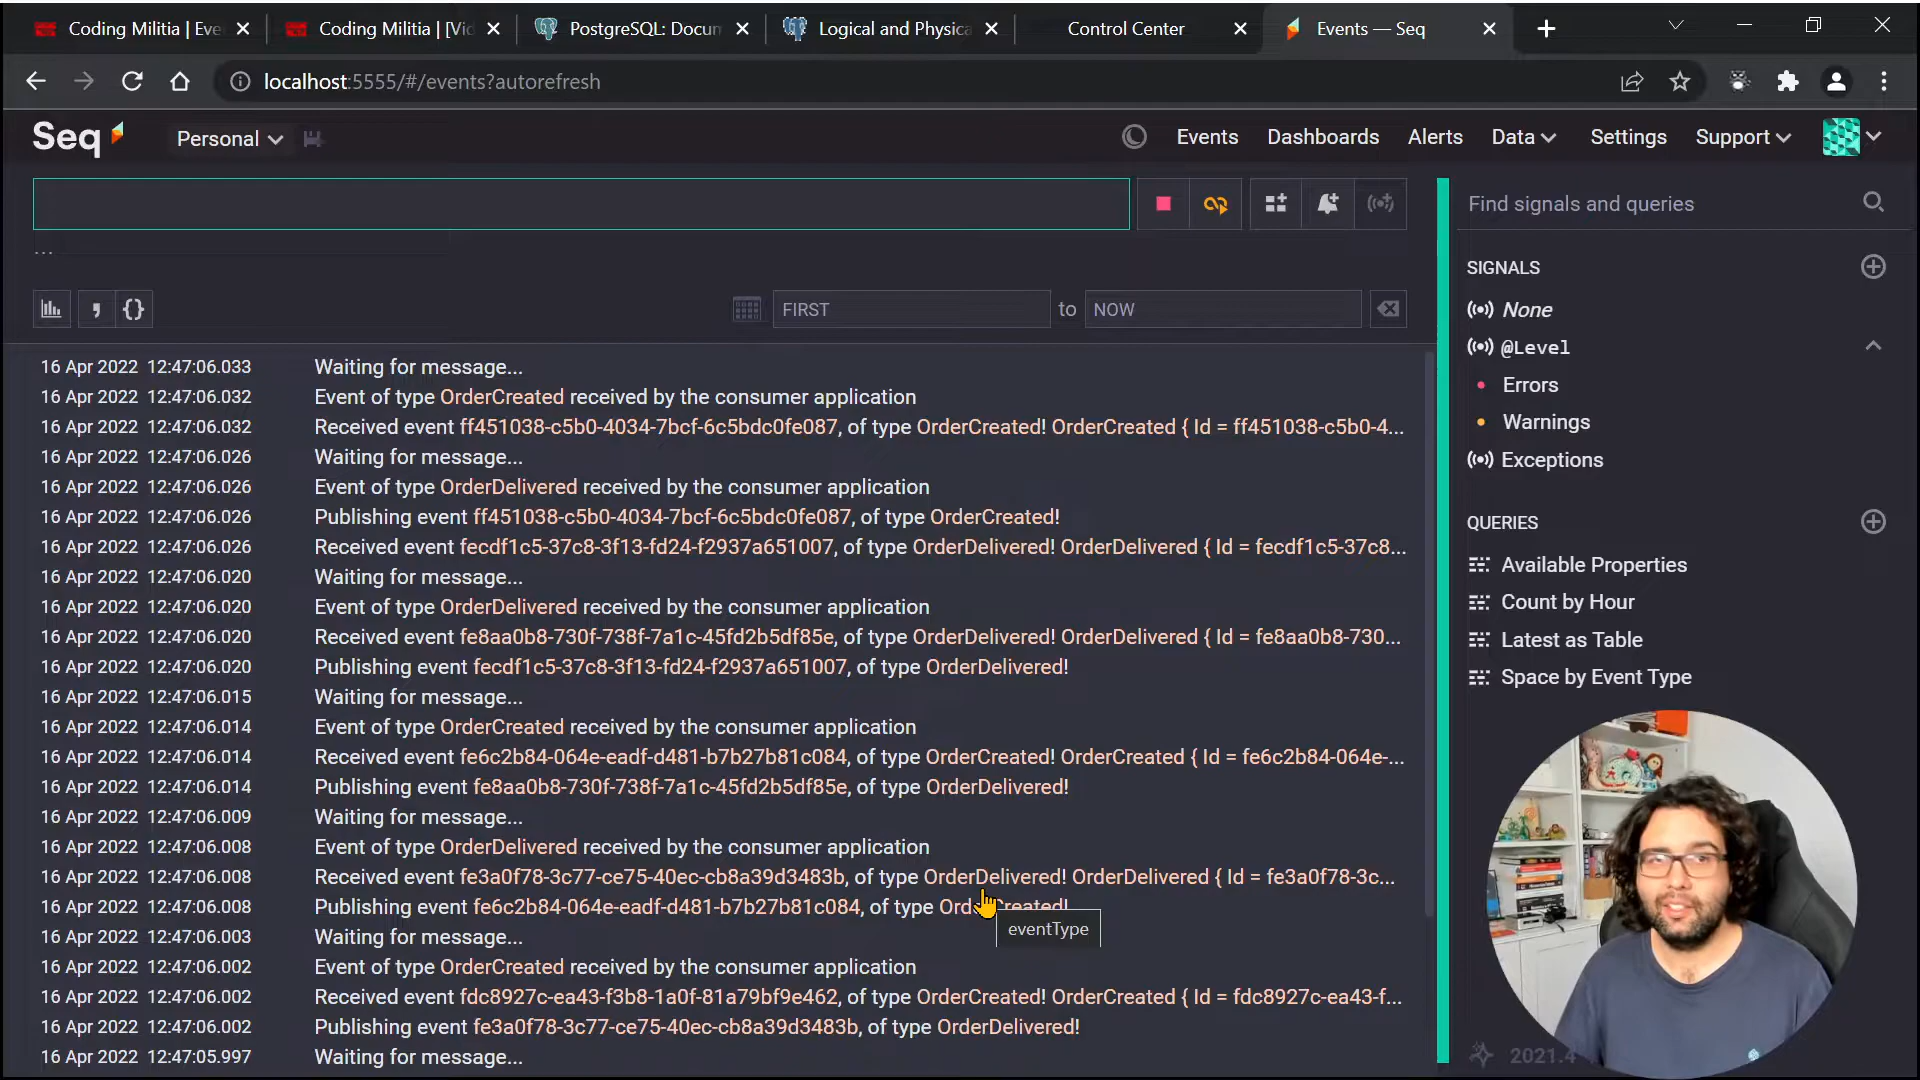 Coding Militia | Eve
Coding Militia | [Vid
PostgreSQL: Docum
Logical and Physica
Control Center
Events — Seq
localhost:5555/#/events?autorefresh
Seq
Personal
Events
Dashboards
Alerts
Data
Settings
Support
Find signals and queries
...
FIRST
to
NOW
SIGNALS
None
@Level
Errors
Warnings
Exceptions
QUERIES
Available Properties
Count by Hour
Latest as Table
Space by Event Type
16 Apr 2022 12:47:06.033 Waiting for message...
16 Apr 2022 12:47:06.032 Event of type OrderCreated received by the consumer application
16 Apr 2022 12:47:06.032 Received event ff451038-c5b0-4034-7bcf-6c5bdc0fe087, of type OrderCreated! OrderCreated { Id = ff451038-c5b0-4...
16 Apr 2022 12:47:06.026 Waiting for message...
16 Apr 2022 12:47:06.026 Event of type OrderDelivered received by the consumer application
16 Apr 2022 12:47:06.026 Publishing event ff451038-c5b0-4034-7bcf-6c5bdc0fe087, of type OrderCreated!
16 Apr 2022 12:47:06.026 Received event fecdf1c5-37c8-3f13-fd24-f2937a651007, of type OrderDelivered! OrderDelivered { Id = fecdf1c5-37c8...
16 Apr 2022 12:47:06.020 Waiting for message...
16 Apr 2022 12:47:06.020 Event of type OrderDelivered received by the consumer application
16 Apr 2022 12:47:06.020 Received event fe8aa0b8-730f-738f-7a1c-45fd2b5df85e, of type OrderDelivered! OrderDelivered { Id = fe8aa0b8-730...
16 Apr 2022 12:47:06.020 Publishing event fecdf1c5-37c8-3f13-fd24-f2937a651007, of type OrderDelivered!
16 Apr 2022 12:47:06.015 Waiting for message...
16 Apr 2022 12:47:06.014 Event of type OrderCreated received by the consumer application
16 Apr 2022 12:47:06.014 Received event fe6c2b84-064e-eadf-d481-b7b27b81c084, of type OrderCreated! OrderCreated { Id = fe6c2b84-064e-...
16 Apr 2022 12:47:06.014 Publishing event fe8aa0b8-730f-738f-7a1c-45fd2b5df85e, of type OrderDelivered!
16 Apr 2022 12:47:06.009 Waiting for message...
16 Apr 2022 12:47:06.008 Event of type OrderDelivered received by the consumer application
16 Apr 2022 12:47:06.008 Received event fe3a0f78-3c77-ce75-40ec-cb8a39d3483b, of type OrderDelivered! OrderDelivered { Id = fe3a0f78-3c...
16 Apr 2022 12:47:06.008 Publishing event fe6c2b84-064e-eadf-d481-b7b27b81c084, of type OrderCreated!
eventType
16 Apr 2022 12:47:06.003 Waiting for message...
16 Apr 2022 12:47:06.002 Event of type OrderCreated received by the consumer application
16 Apr 2022 12:47:06.002 Received event fdc8927c-ea43-f3b8-1a0f-81a79bf9e462, of type OrderCreated! OrderCreated { Id = fdc8927c-ea43-f...
16 Apr 2022 12:47:06.002 Publishing event fe3a0f78-3c77-ce75-40ec-cb8a39d3483b, of type OrderDelivered!
16 Apr 2022 12:47:05.997 Waiting for message...
2021.4